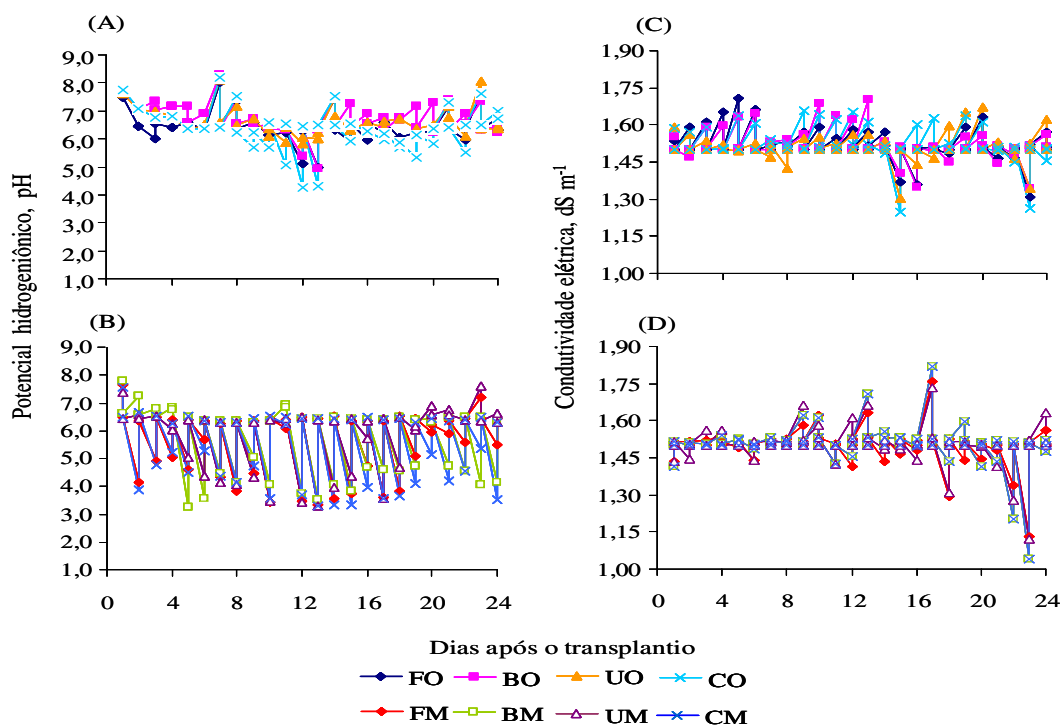 (A)
(C)
Potencial hidrogeniônico, pH
9,0
8,0
7,0
6,0
5,0
4,0
3,0
2,0
1,0
Condutividade elétrica, dS m-1
1,90
1,75
1,60
1,45
1,30
1,15
1,00
(B)
(D)
9,0
8,0
7,0
6,0
5,0
4,0
3,0
2,0
1,0
1,90
1,75
1,60
1,45
1,30
1,15
1,00
0 4 8 12 16 20 24
0 4 8 12 16 20 24
Dias após o transplantio
FO BO UO CO
FM BM UM CM